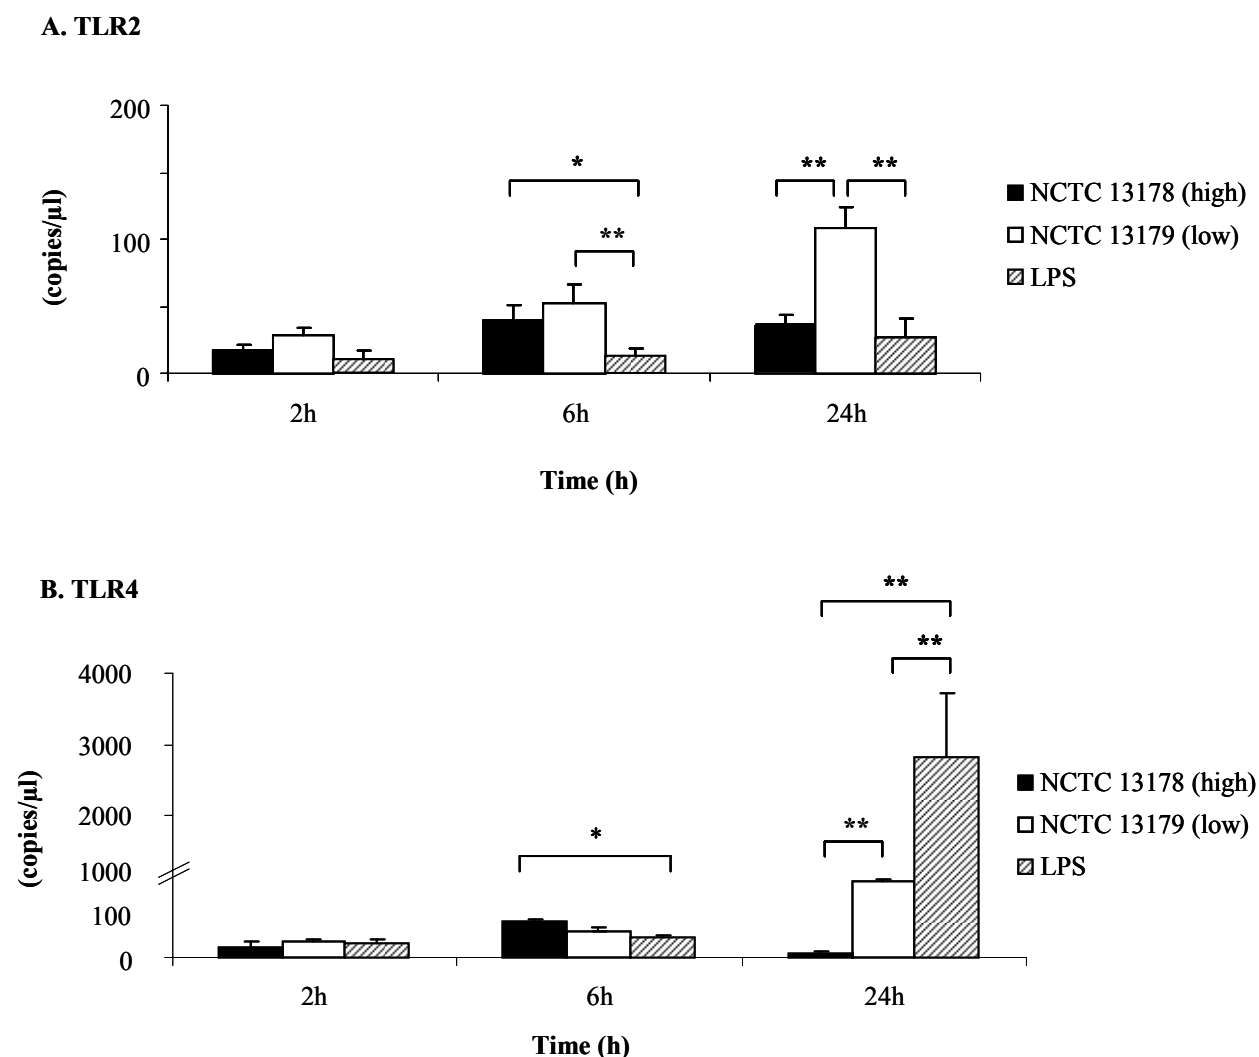 A. TLR2
200
*
** **
NCTC 13178 (high)
**
NCTC 13179 (low)
100
(copies/µl)
LPS
0
2h 6h 24h
Time (h)
B. TLR4
**
**
4000
3000
NCTC 13178 (high)
2000
**
NCTC 13179 (low)
*
(copies/µl)
1000
LPS
100
0
2h 6h 24h
Time (h)